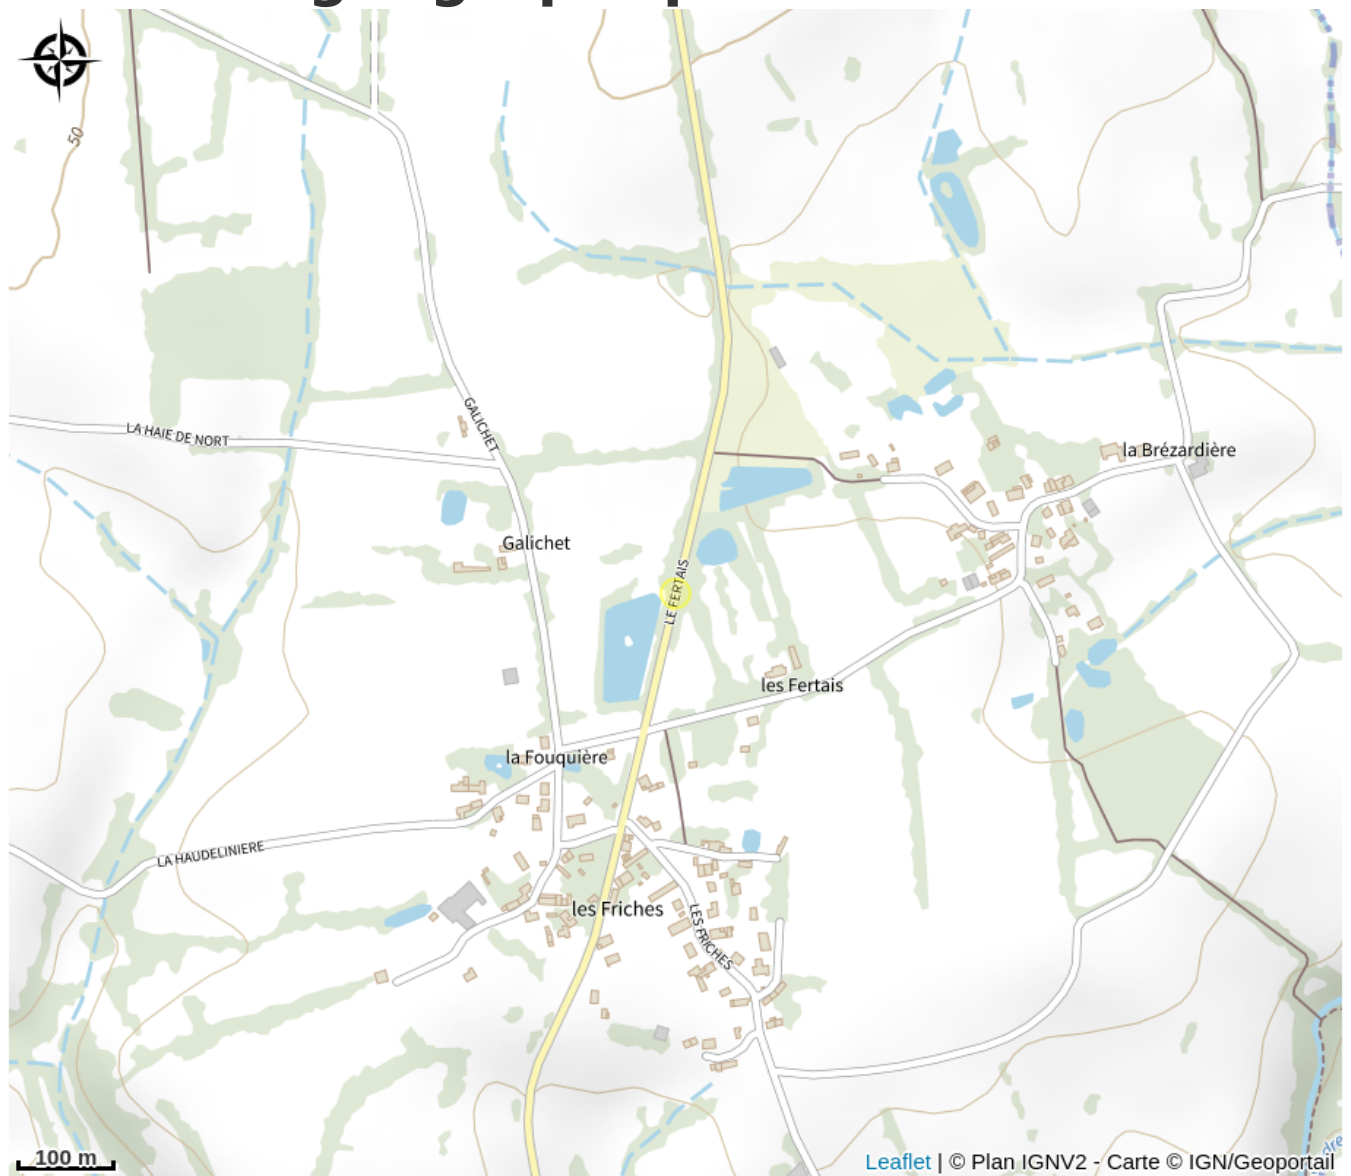 50
GALICHET
LA HAIE DE NORT
la Brézardière
Galichet
LE FERTAIS
les Fertais
la Fouquière
LA HAUDELINIERE
les Friches
LES FRICHES
100 m
Leaflet | © Plan IGNV2 - Carte © IGN/Geoportail